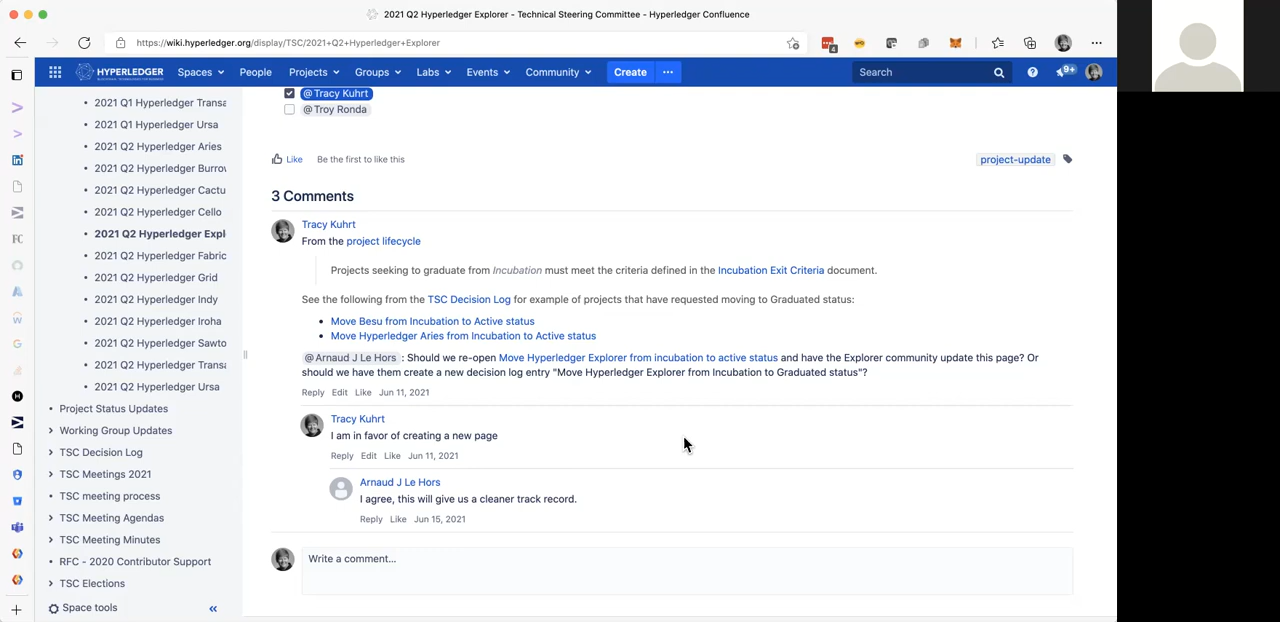 2021 Q2 Hyperledger Explorer - Technical Steering Committee - Hyperledger Confluence
https://wiki.hyperledger.org/display/TSC/2021+Q2+Hyperledger+Explorer
4
HYPERLEDGER
Spaces
People
Projects
Groups
Labs
Events
Community
Create
Search
9+
2021 Q1 Hyperledger Transa
2021 Q1 Hyperledger Ursa
2021 Q2 Hyperledger Aries
2021 Q2 Hyperledger Burrov
2021 Q2 Hyperledger Cactu
2021 Q2 Hyperledger Cello
2021 Q2 Hyperledger Expl
2021 Q2 Hyperledger Fabric
2021 Q2 Hyperledger Grid
2021 Q2 Hyperledger Indy
2021 Q2 Hyperledger Iroha
2021 Q2 Hyperledger Sawto
2021 Q2 Hyperledger Transa
2021 Q2 Hyperledger Ursa
Project Status Updates
Working Group Updates
TSC Decision Log
TSC Meetings 2021
TSC meeting process
TSC Meeting Agendas
TSC Meeting Minutes
RFC - 2020 Contributor Support
TSC Elections
Space tools
FC
@Tracy Kuhrt
@Troy Ronda
Like Be the first to like this
project-update
3 Comments
Tracy Kuhrt
From the project lifecycle
Projects seeking to graduate from Incubation must meet the criteria defined in the Incubation Exit Criteria document.
See the following from the TSC Decision Log for example of projects that have requested moving to Graduated status:
• Move Besu from Incubation to Active status
• Move Hyperledger Aries from Incubation to Active status
@Arnaud J Le Hors : Should we re-open Move Hyperledger Explorer from incubation to active status and have the Explorer community update this page? Or
should we have them create a new decision log entry "Move Hyperledger Explorer from Incubation to Graduated status"?
Reply Edit Like Jun 11, 2021
Tracy Kuhrt
I am in favor of creating a new page
Reply Edit Like Jun 11, 2021
Arnaud J Le Hors
I agree, this will give us a cleaner track record.
Reply Like Jun 15, 2021
Write a comment…